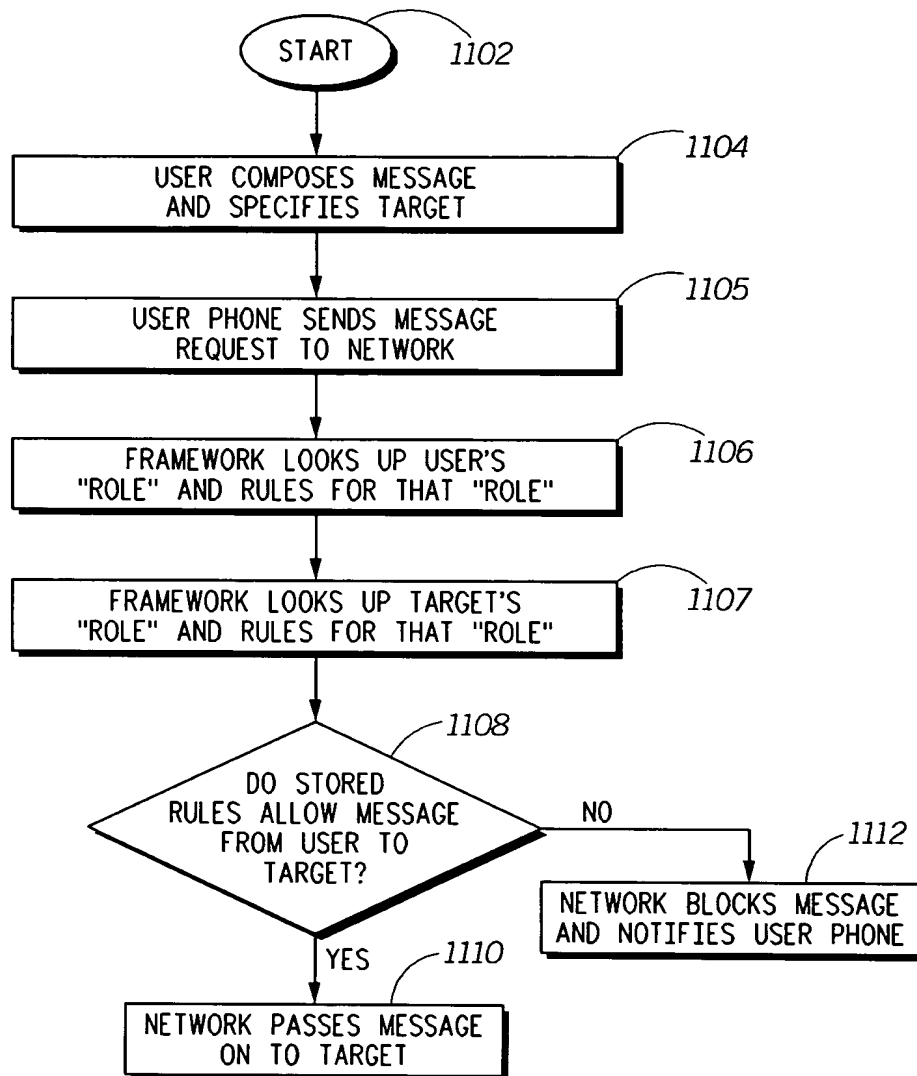 START
1102
1104
USER COMPOSES MESSAGE
AND SPECIFIES TARGET
1105
USER PHONE SENDS MESSAGE
REQUEST TO NETWORK
1106
FRAMEWORK LOOKS UP USER'S
"ROLE" AND RULES FOR THAT "ROLE"
1107
FRAMEWORK LOOKS UP TARGET'S
"ROLE" AND RULES FOR THAT "ROLE"
1108
DO STORED
RULES ALLOW MESSAGE
FROM USER TO
TARGET?
NO
1112
NETWORK BLOCKS MESSAGE
AND NOTIFIES USER PHONE
YES
1110
NETWORK PASSES MESSAGE
ON TO TARGET